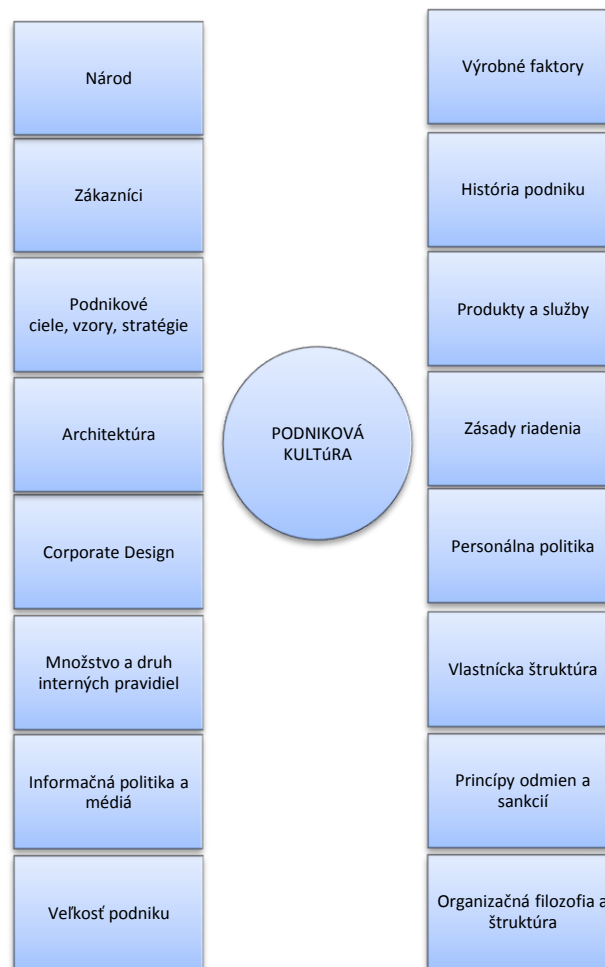 Národ
Zákazníci
Podnikové
ciele, vzory, stratégie
Architektúra
Corporate Design
Množstvo a druh
interných pravidiel
Informačná politika a
médiá
Veľkosť podniku
PODNIKOVÁ
KULTúRA
Výrobné faktory
História podniku
Produkty a služby
Zásady riadenia
Personálna politika
Vlastnícka štruktúra
Princípy odmien a
sankcií
Organizačná filozofia a
štruktúra